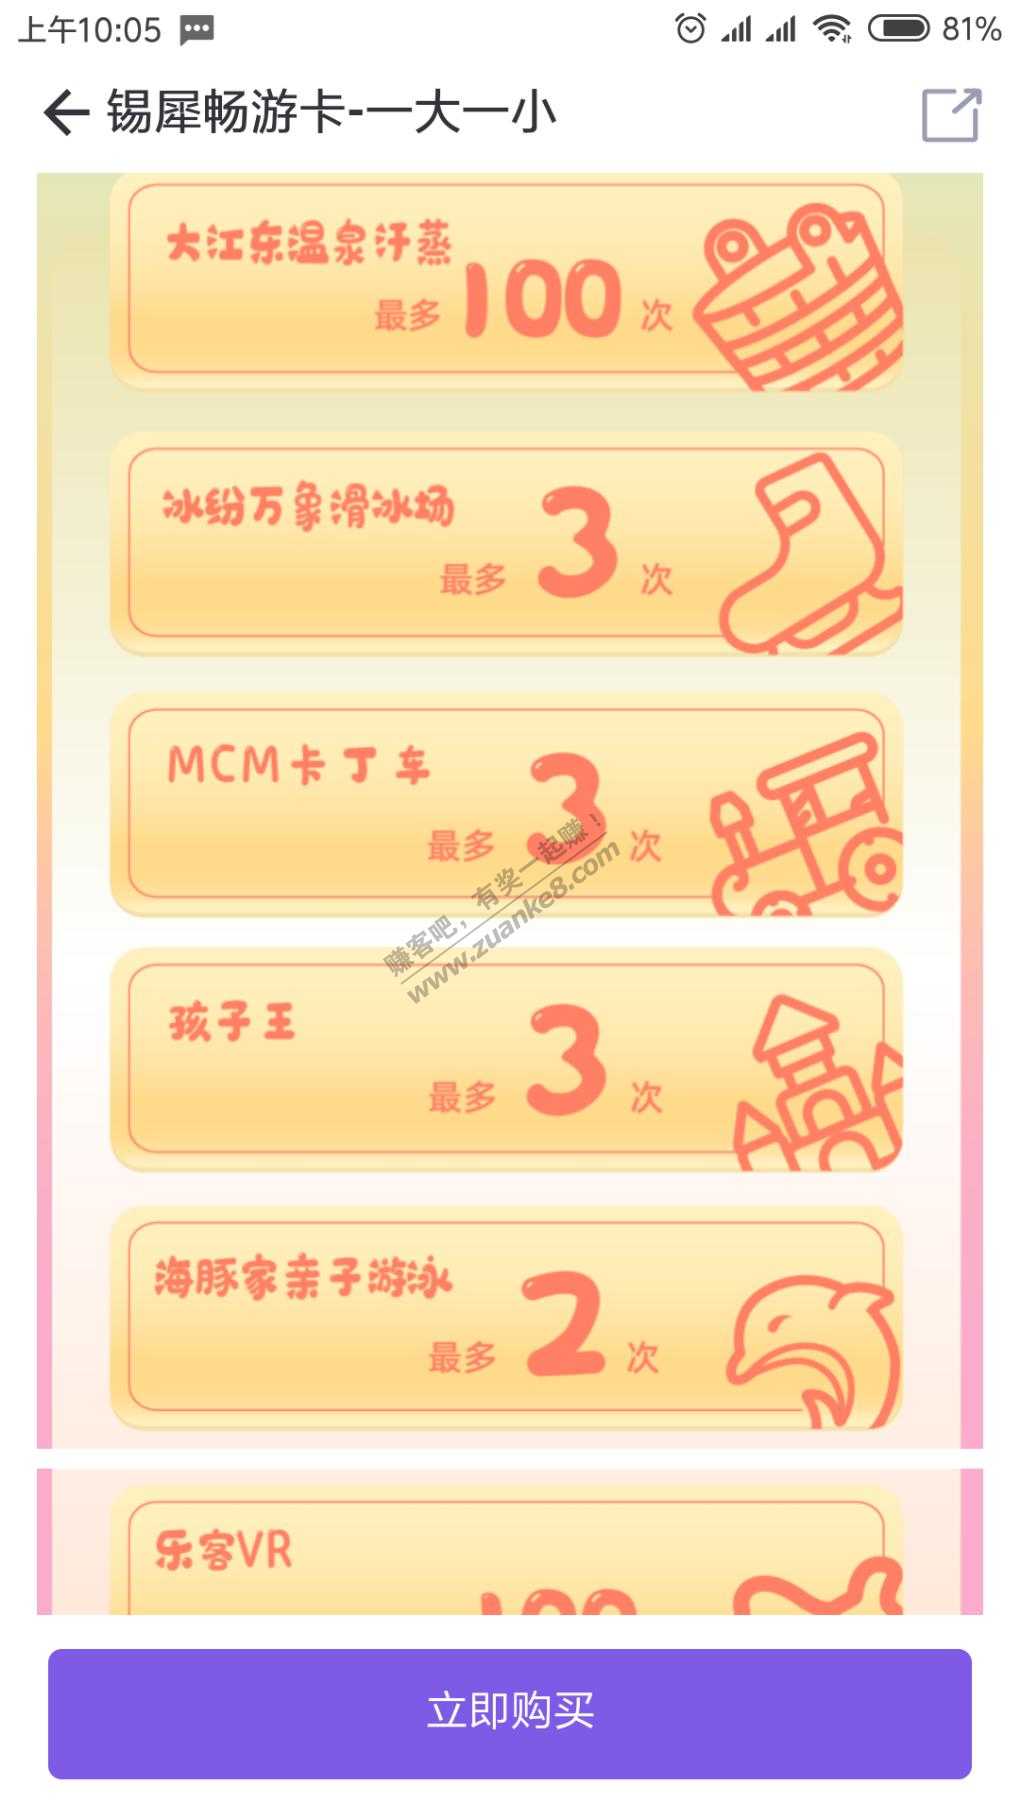 上午10:05
81%
锡犀畅游卡-一大一小
大江东温泉汗蒸
最多 100 次
冰纷万象滑冰场
最多 3 次
MCM卡丁车
最多 3 次
赚客吧，有奖一起赚！
www.zuanke8.com
孩子王
最多 3 次
海豚家亲子游泳
最多 2 次
乐客VR
100
立即购买